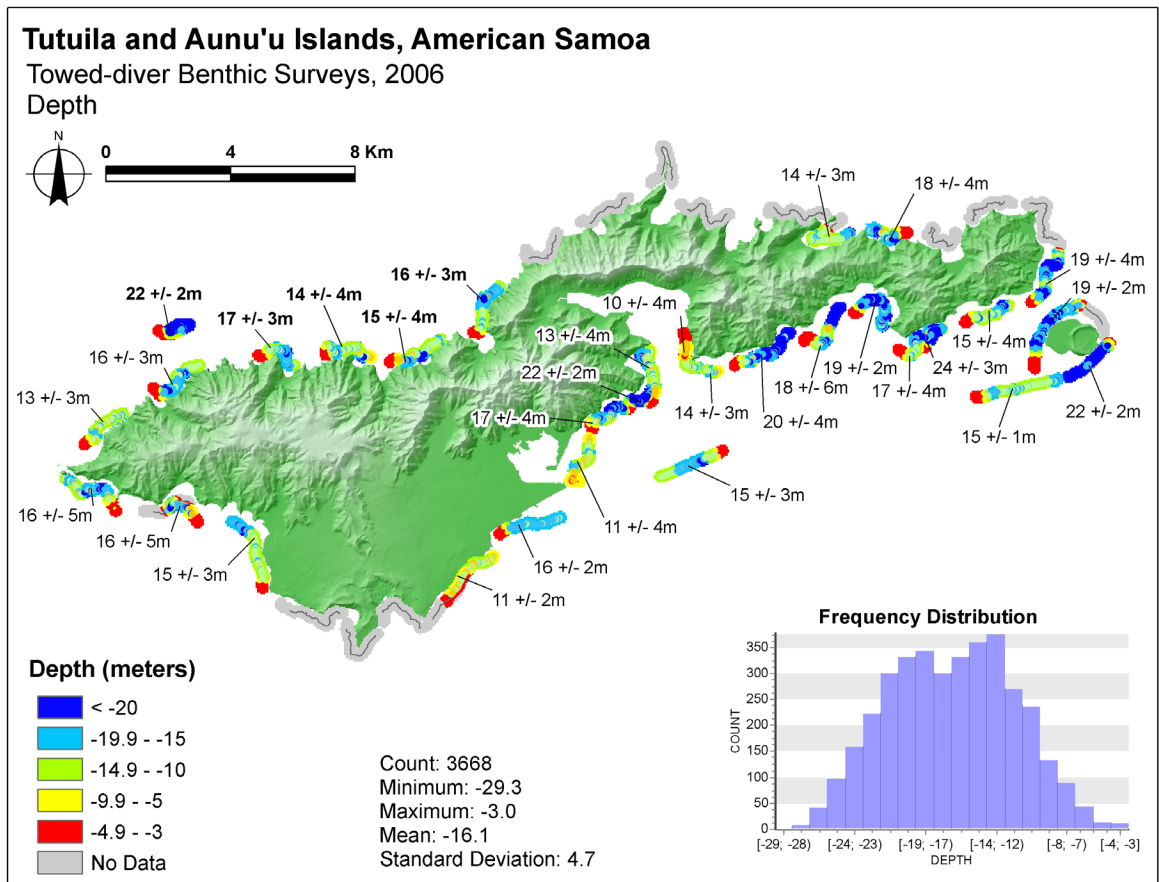 Tutuila and Aunu'u Islands, American Samoa
Towed-diver Benthic Surveys, 2006
Depth
N
0 4 8 Km
14 +/- 3m
18 +/- 4m
16 +/- 3m
19 +/- 4m
22 +/- 2m
14 +/- 4m
19 +/- 2m
17 +/- 3m
15 +/- 4m
10 +/- 4m
13 +/- 4m
15 +/- 4m
16 +/- 3m
22 +/- 2m
19 +/- 2m
24 +/- 3m
13 +/- 3m
18 +/- 6m
17 +/- 4m
17 +/- 4m
14 +/- 3m
20 +/- 4m
22 +/- 2m
15 +/- 1m
15 +/- 3m
16 +/- 5m
11 +/- 4m
16 +/- 5m
15 +/- 3m
16 +/- 2m
11 +/- 2m
Depth (meters)
< -20
-19.9 - -15
-14.9 - -10
-9.9 - -5
-4.9 - -3
No Data
Count: 3668
Minimum: -29.3
Maximum: -3.0
Mean: -16.1
Standard Deviation: 4.7
Frequency Distribution
350
300
250
200
150
100
50
0
COUNT
[-29; -28) [-24; -23) [-19; -17) [-14; -12) [-8; -7) [-4; -3]
DEPTH